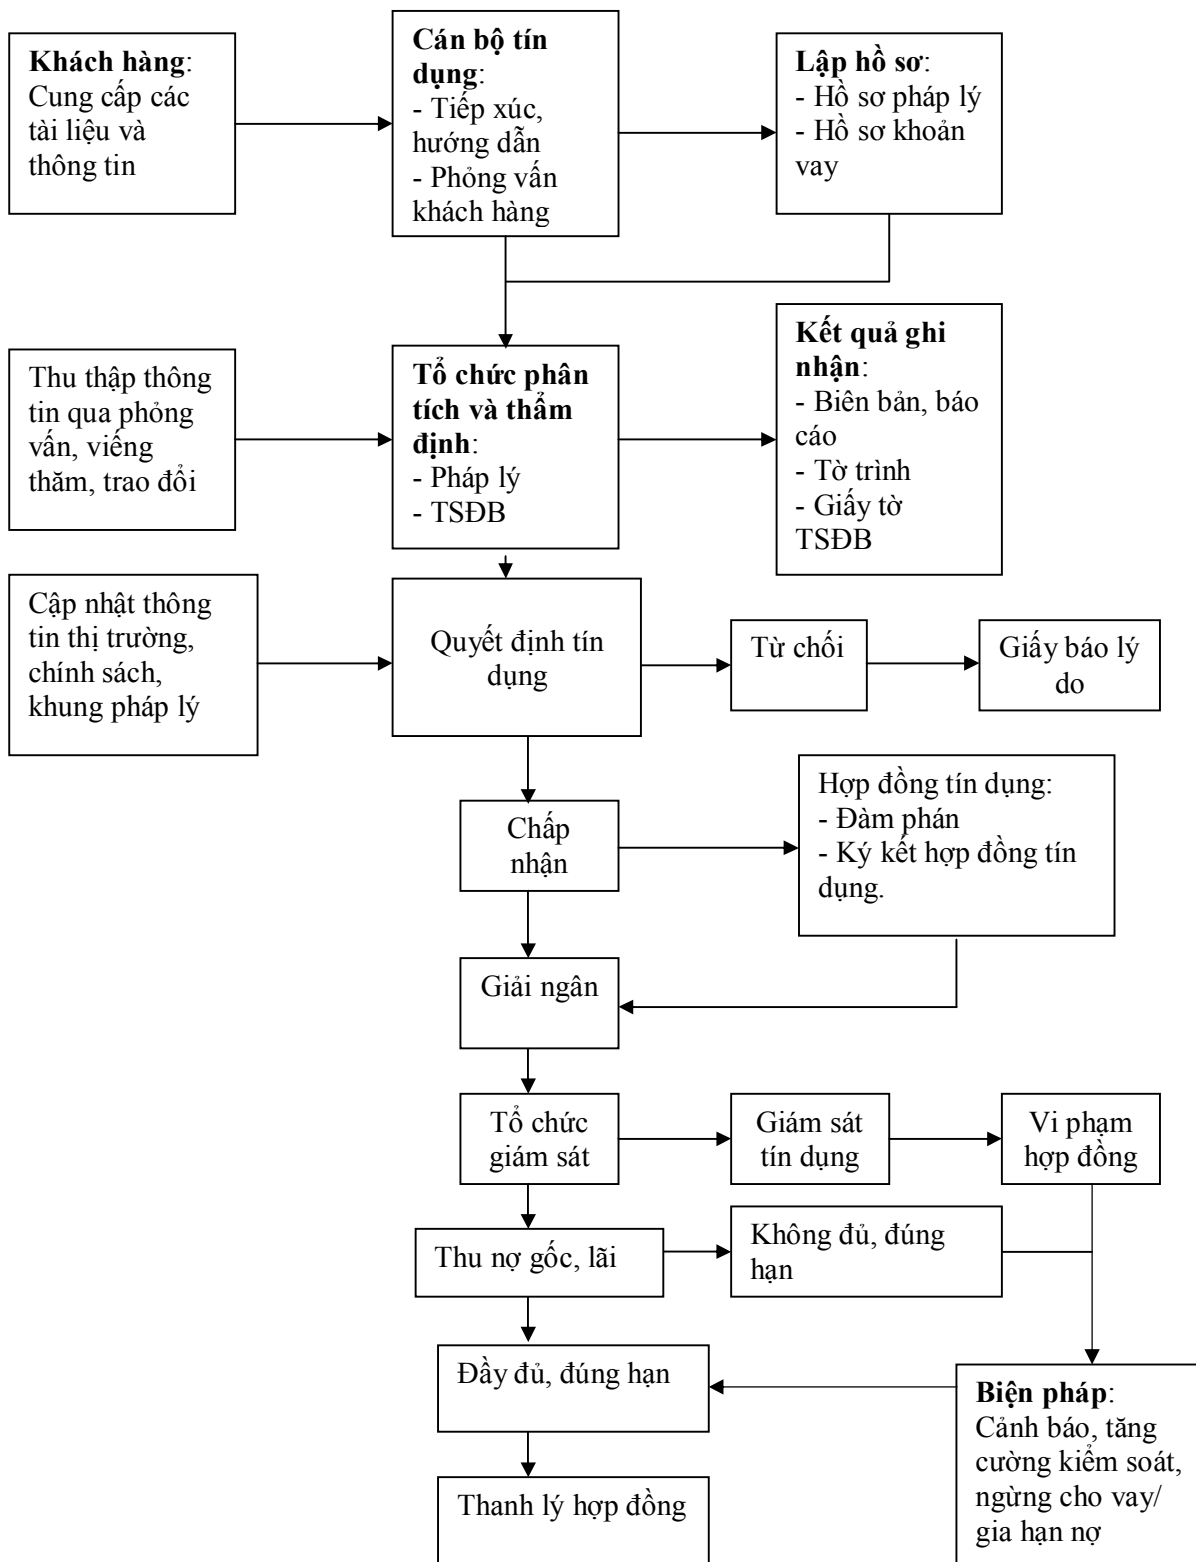 Khách hàng:
Cung cấp các
tài liệu và
thông tin
Cán bộ tín
dụng:
- Tiếp xúc,
hướng dẫn
- Phỏng vấn
khách hàng
Lập hồ sơ:
- Hồ sơ pháp lý
- Hồ sơ khoản
vay
Thu thập thông
tin qua phỏng
vấn, viếng
thăm, trao đổi
Tổ chức phân
tích và thẩm
định:
- Pháp lý
- TSĐB
Kết quả ghi
nhận:
- Biên bản, báo
cáo
- Tờ trình
- Giấy tờ
TSĐB
Cập nhật thông
tin thị trường,
chính sách,
khung pháp lý
Quyết định tín
dụng
Từ chối
Giấy báo lý
do
Chấp
nhận
Hợp đồng tín dụng:
- Đàm phán
- Ký kết hợp đồng tín
dụng.
Giải ngân
Tổ chức
giám sát
Giám sát
tín dụng
Vi phạm
hợp đồng
Thu nợ gốc, lãi
Không đủ, đúng
hạn
Đầy đủ, đúng hạn
Biện pháp:
Cảnh báo, tăng
cường kiểm soát,
ngừng cho vay/
gia hạn nợ
Thanh lý hợp đồng